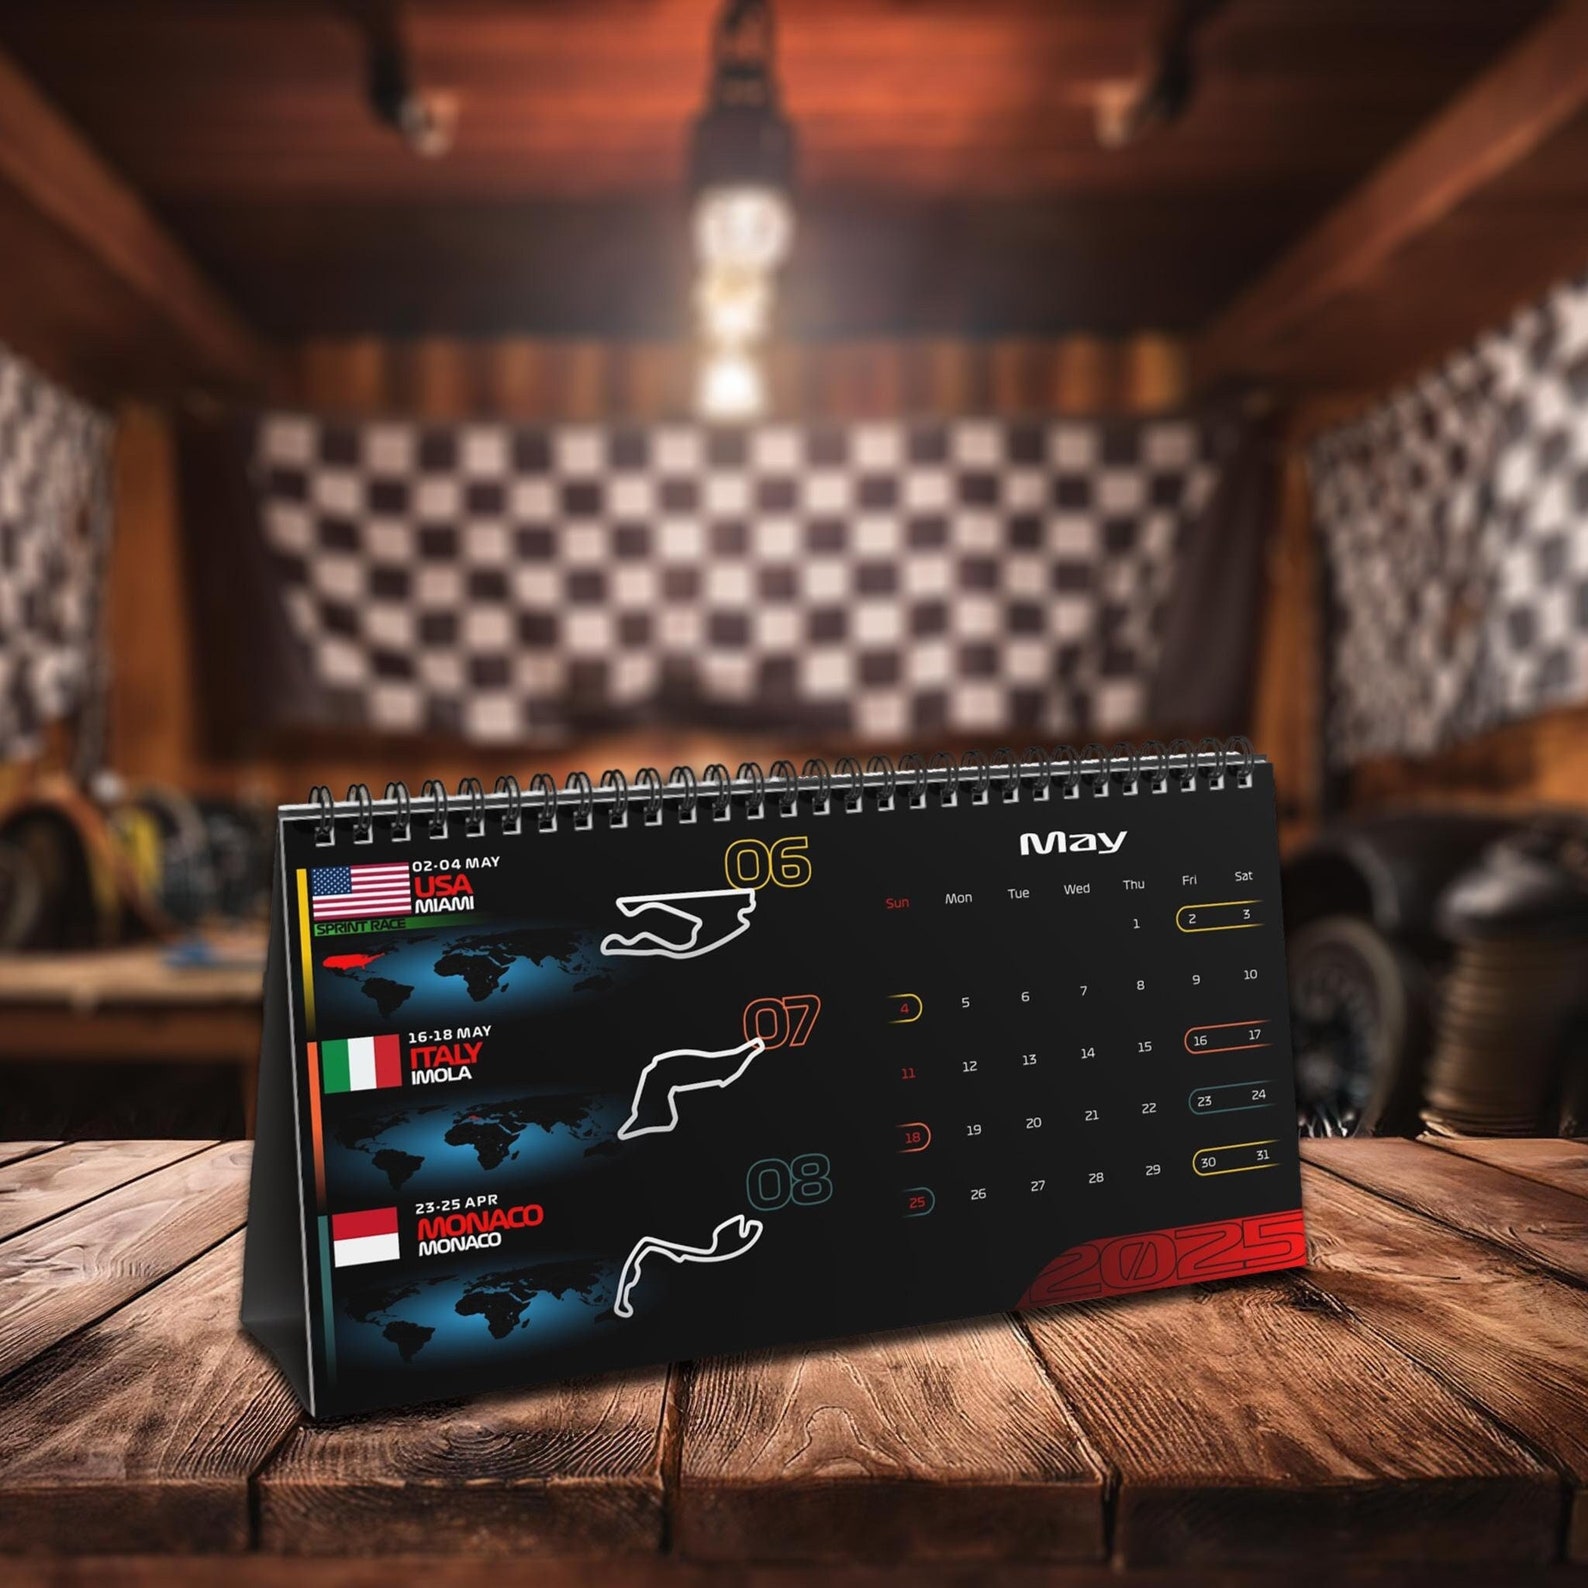 02-04 MAY
USA
MIAMI
SPRINT RACE
06
16-18 MAY
ITALY
IMOLA
07
23-25 APR
MONACO
MONACO
08
May
Sun Mon Tue Wed Thu Fri Sat
1 2 3
4 5 6 7 8 9 10
11 12 13 14 15 16 17
18 19 20 21 22 23 24
25 26 27 28 29 30 31
2025